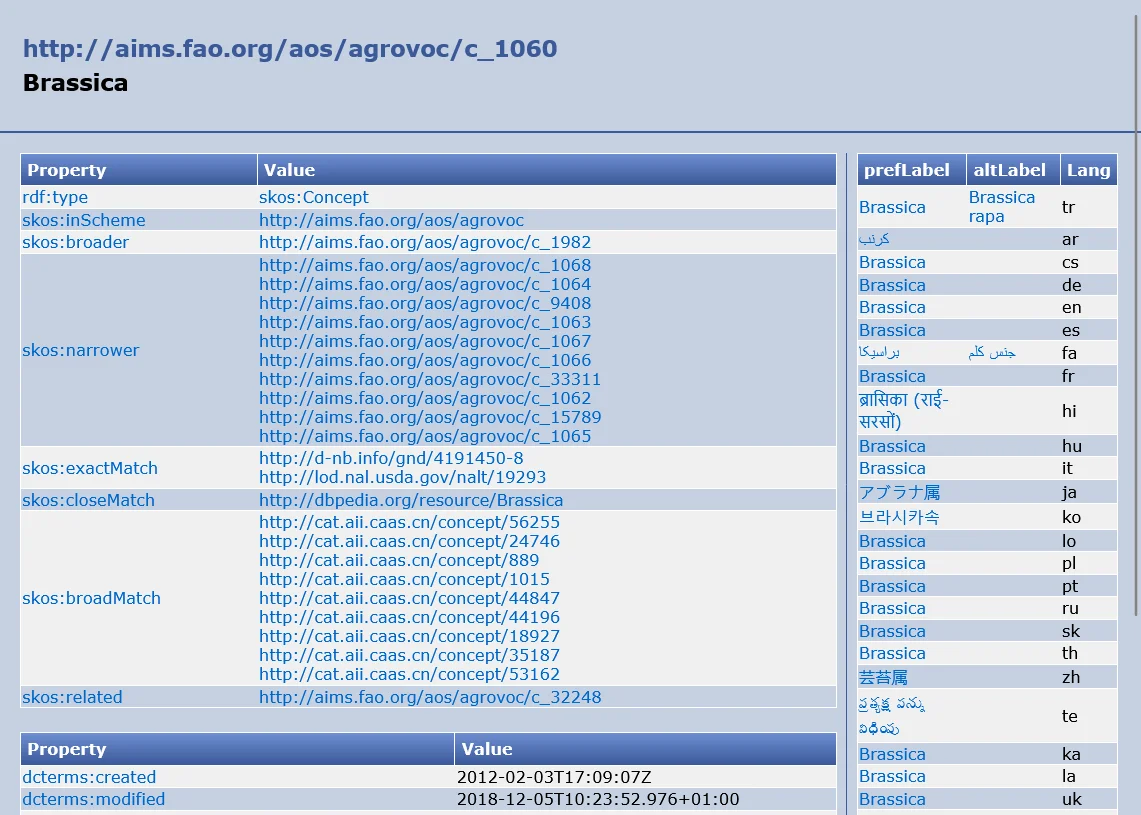 http://aims.fao.org/aos/agrovoc/c_1060
Brassica
Property Value
rdf:type skos:Concept
skos:inScheme http://aims.fao.org/aos/agrovoc
skos:broader http://aims.fao.org/aos/agrovoc/c_1982
skos:narrower
http://aims.fao.org/aos/agrovoc/c_1068
http://aims.fao.org/aos/agrovoc/c_1064
http://aims.fao.org/aos/agrovoc/c_9408
http://aims.fao.org/aos/agrovoc/c_1063
http://aims.fao.org/aos/agrovoc/c_1067
http://aims.fao.org/aos/agrovoc/c_1066
http://aims.fao.org/aos/agrovoc/c_33311
http://aims.fao.org/aos/agrovoc/c_1062
http://aims.fao.org/aos/agrovoc/c_15789
http://aims.fao.org/aos/agrovoc/c_1065
skos:exactMatch
http://d-nb.info/gnd/4191450-8
http://lod.nal.usda.gov/nalt/19293
skos:closeMatch http://dbpedia.org/resource/Brassica
skos:broadMatch
http://cat.aii.caas.cn/concept/56255
http://cat.aii.caas.cn/concept/24746
http://cat.aii.caas.cn/concept/889
http://cat.aii.caas.cn/concept/1015
http://cat.aii.caas.cn/concept/44847
http://cat.aii.caas.cn/concept/44196
http://cat.aii.caas.cn/concept/18927
http://cat.aii.caas.cn/concept/35187
http://cat.aii.caas.cn/concept/53162
skos:related http://aims.fao.org/aos/agrovoc/c_32248
Property Value
dcterms:created 2012-02-03T17:09:07Z
dcterms:modified 2018-12-05T10:23:52.976+01:00
prefLabel altLabel Lang
Brassica Brassica rapa tr
كرنب ar
Brassica cs
Brassica de
Brassica en
Brassica es
براسیکا جنس کلم fa
Brassica fr
ब्रासिका (राई-
सरसों) hi
Brassica hu
Brassica it
アブラナ属 ja
브라시카속 ko
Brassica lo
Brassica pl
Brassica pt
Brassica ru
Brassica sk
Brassica th
芸苔属 zh
ప్రత్యక్ష పన్ను
విధింపు te
Brassica ka
Brassica la
Brassica uk